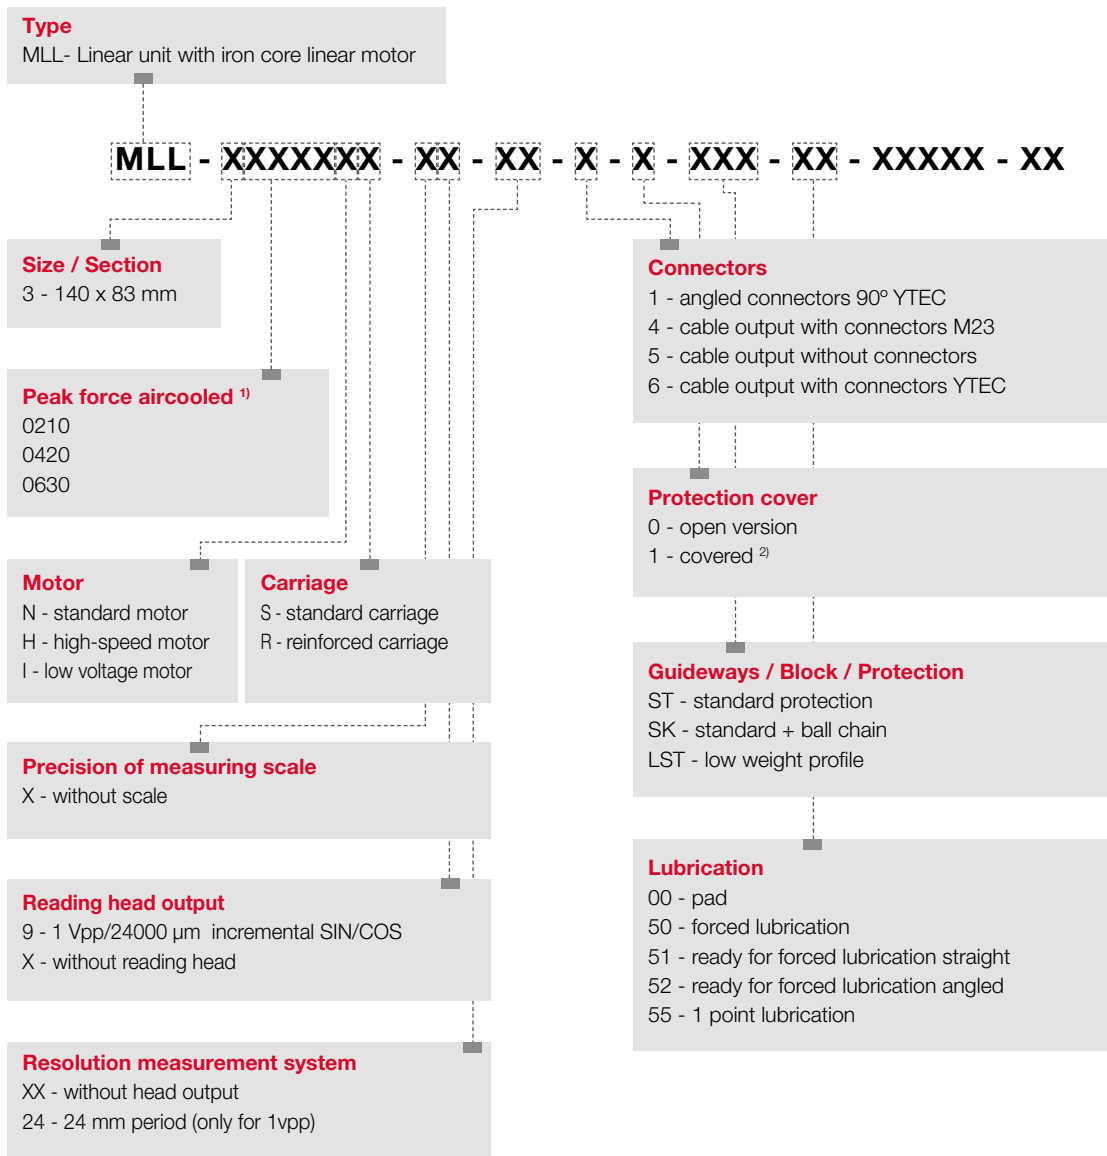 Type
MLL- Linear unit with iron core linear motor
MLL - XXXXXXX - XX - XX - X - X - XXX - XX - XXXXX - XX
Size / Section
3 - 140 x 83 mm
Peak force aircooled 1)
0210
0420
0630
Motor
N - standard motor
H - high-speed motor
I - low voltage motor
Carriage
S - standard carriage
R - reinforced carriage
Precision of measuring scale
X - without scale
Reading head output
9 - 1 Vpp/24000 µm incremental SIN/COS
X - without reading head
Resolution measurement system
XX - without head output
24 - 24 mm period (only for 1vpp)
Connectors
1 - angled connectors 90º YTEC
4 - cable output with connectors M23
5 - cable output without connectors
6 - cable output with connectors YTEC
Protection cover
0 - open version
1 - covered 2)
Guideways / Block / Protection
ST - standard protection
SK - standard + ball chain
LST - low weight profile
Lubrication
00 - pad
50 - forced lubrication
51 - ready for forced lubrication straight
52 - ready for forced lubrication angled
55 - 1 point lubrication